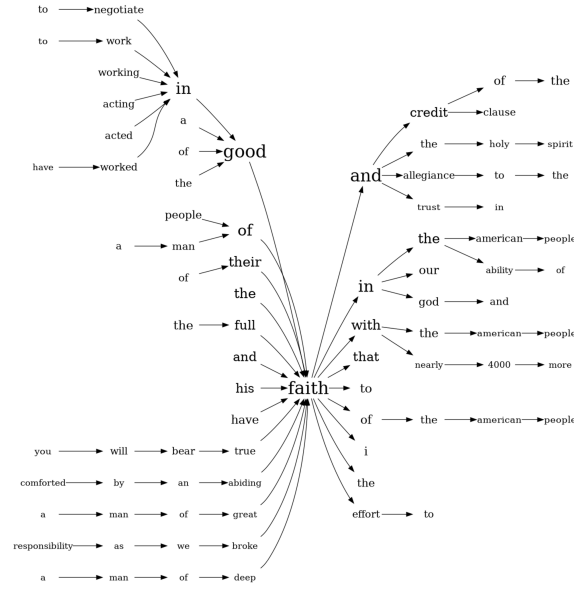 to negotiate
to work
working
in
acting
acted
have worked
a
of
good
the
people
of
a man
their
of
the
the full
and
his
faith
have
you will bear true
comforted by an abiding
a man of great
responsibility as we broke
a man of deep
and
credit
of the
clause
the holy spirit
allegiance to the
trust in
in
the
american people
ability of
our
god and
with
the american people
nearly 4000 more
that
to
of the american people
i
the
effort to